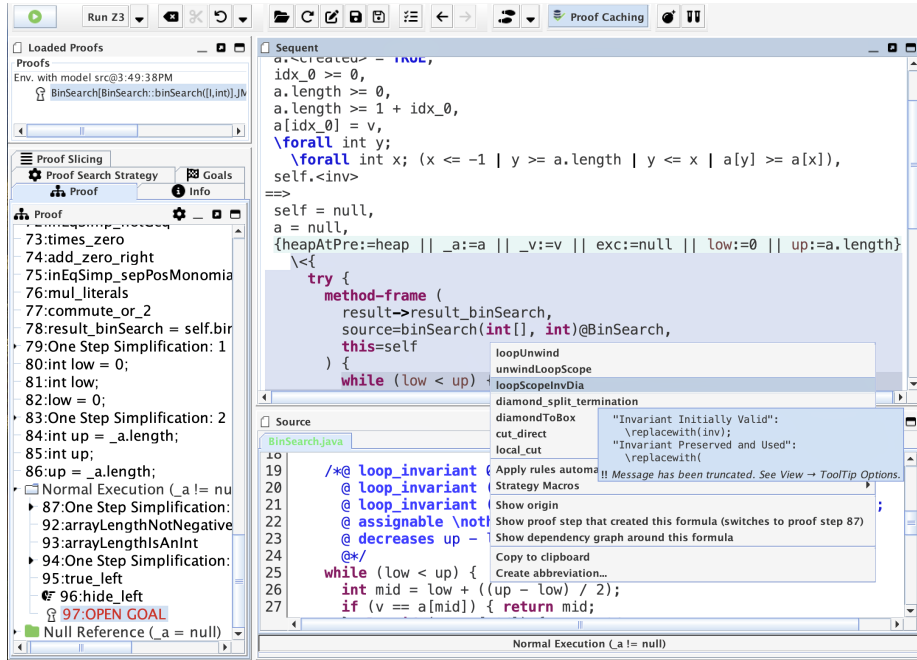 Run Z3
Proof Caching
Loaded Proofs
Proofs
Env. with model src@3:49:38PM
BinSearch[BinSearch::binSearch([I,int)].JM
Proof Slicing
Proof Search Strategy
Goals
Proof
Info
Proof
73:times_zero
74:add_zero_right
75:inEqSimp_sepPosMonomia
76:mul_literals
77:commute_or_2
78:result_binSearch = self.bin
79:One Step Simplification: 1
80:int low = 0;
81:int low;
82:low = 0;
83:One Step Simplification: 2
84:int up = _a.length;
85:int up;
86:up = _a.length;
Normal Execution (_a != nu
87:One Step Simplification:
92:arrayLengthNotNegative
93:arrayLengthIsAnInt
94:One Step Simplification:
95:true_left
96:hide_left
97:OPEN GOAL
Null Reference (_a = null)
Sequent
a.<created> = TRUE,
idx_0 >= 0,
a.length >= 0,
a.length >= 1 + idx_0,
a[idx_0] = v,
\forall int y;
\forall int x; (x <= -1 | y >= a.length | y <= x | a[y] >= a[x]),
self.<inv>
==>
self = null,
a = null,
{heapAtPre:=heap || _a:=a || _v:=v || exc:=null || low:=0 || up:=a.length}
\<{
try {
method-frame (
result->result_binSearch,
source=binSearch(int[], int)@BinSearch,
this=self
) {
while (low < up) {
loopUnwind
unwindLoopScope
loopScopeInvDia
diamond_split_termination
diamondToBox
cut_direct
local_cut
Apply rules automa
Strategy Macros
Show origin
Show proof step that created this formula (switches to proof step 87)
Show dependency graph around this formula
Copy to clipboard
Create abbreviation...
"Invariant Initially Valid":
\replacewith(inv);
"Invariant Preserved and Used":
\replacewith(
!! Message has been truncated. See View → ToolTip Options.
Source
BinSearch.java
18
19 /*@ loop_invariant 0
20 @ loop_invariant (
21 @ loop_invariant ( ;
22 @ assignable \noth
23 @ decreases up - l
24 @*/
25 while (low < up) {
26 int mid = low + ((up - low) / 2);
27 if (v == a[mid]) { return mid;
Normal Execution (_a != null)